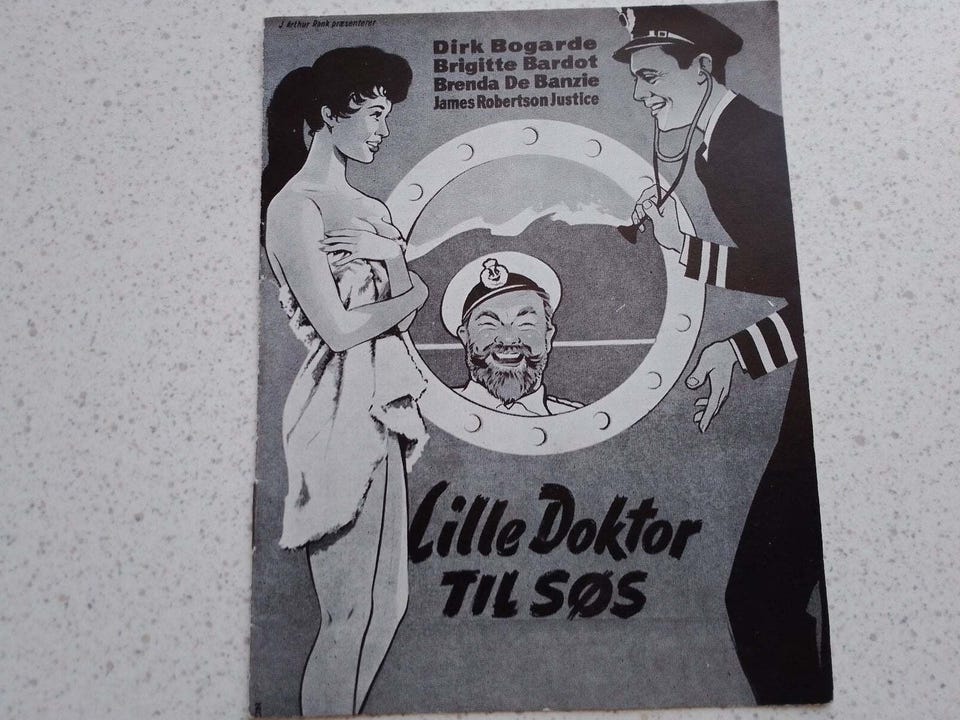 J. Arthur Rank præsenterer
Dirk Bogarde
Brigitte Bardot
Brenda De Banzie
James Robertson Justice
Lille Doktor
TIL SØS